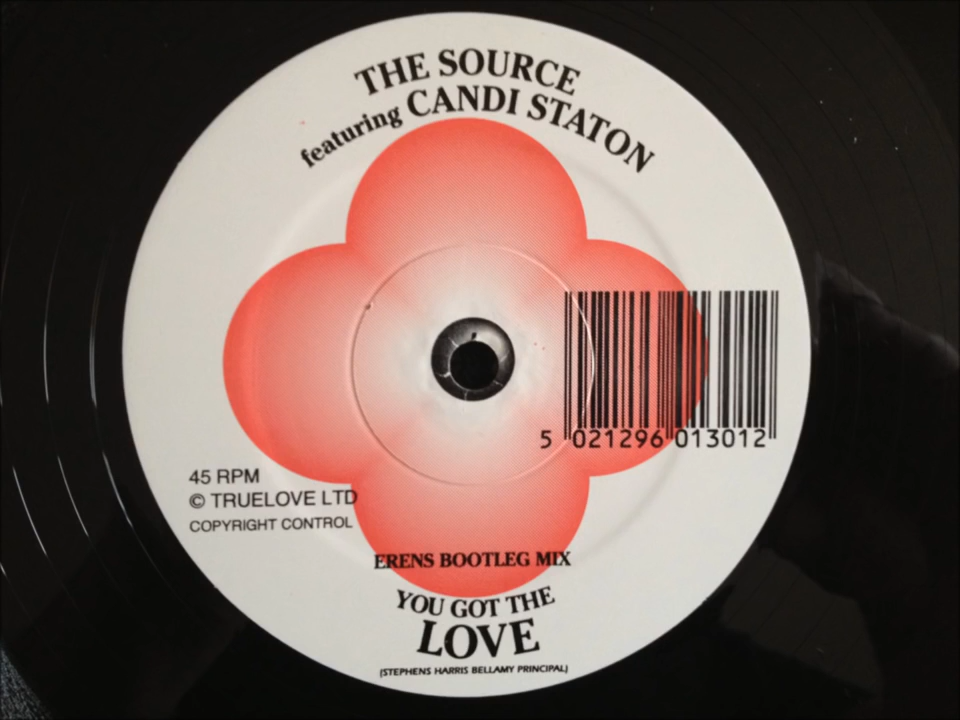 THE SOURCE
featuring CANDI STATON
5 021296 013012
45 RPM
© TRUELOVE LTD
COPYRIGHT CONTROL
ERENS BOOTLEG MIX
YOU GOT THE
LOVE
(STEPHENS HARRIS BELLAMY PRINCIPAL)